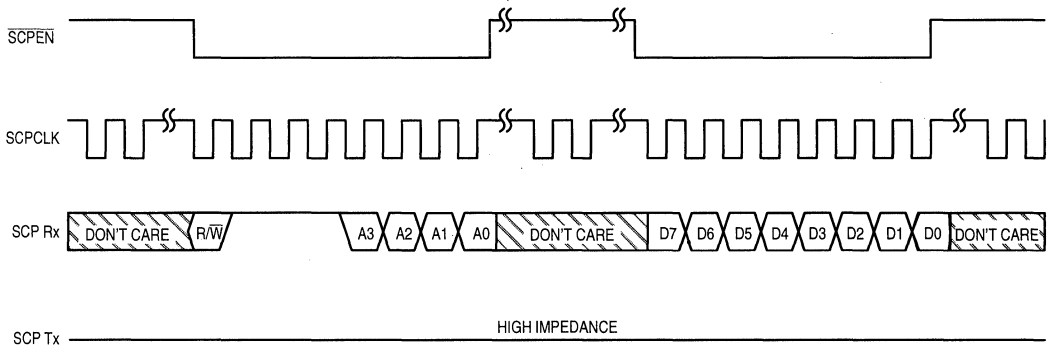 S̅C̅P̅E̅N̅
SCPCLK
SCP Rx DON'T CARE R/W̅ A3 A2 A1 A0 DON'T CARE D7 D6 D5 D4 D3 D2 D1 D0 DON'T CARE
HIGH IMPEDANCE
SCP Tx